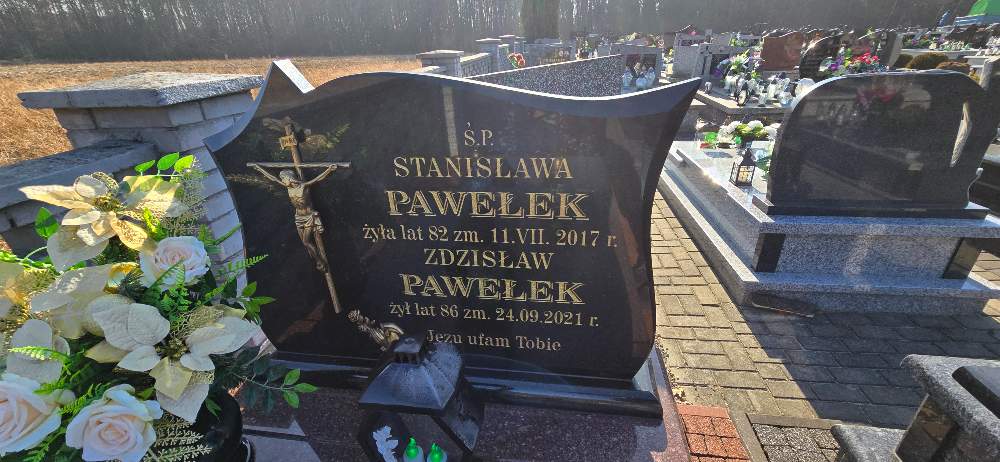 Ś.P.
STANISŁAWA
PAWEŁEK
żyła lat 82 zm. 11.VII. 2017 r.
ZDZISŁAW
PAWEŁEK
żył lat 86 zm. 24.09.2021 r.
Jezu ufam Tobie